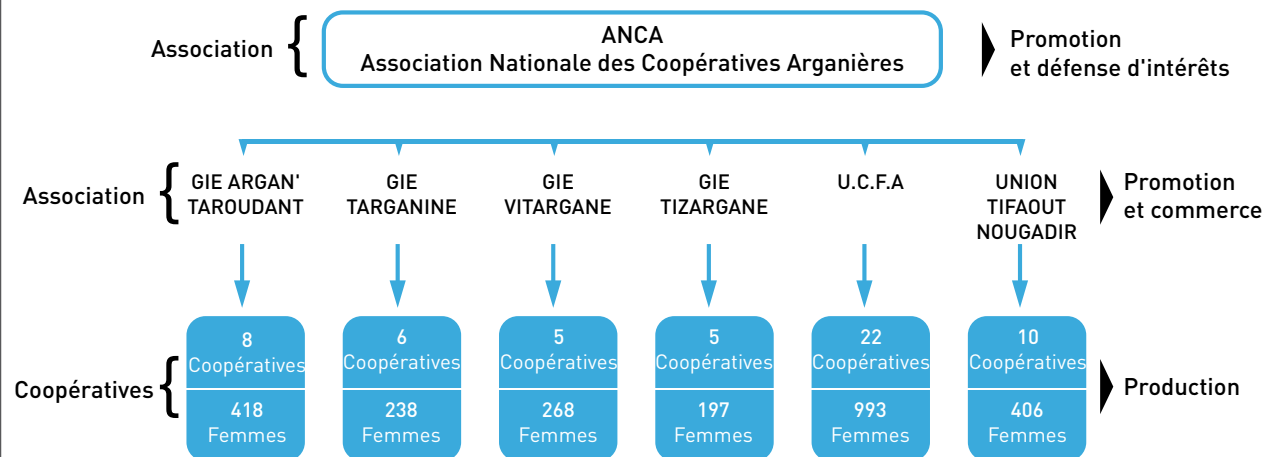 Association
ANCA
Association Nationale des Coopératives Arganières
Promotion
et défense d'intérêts
Association
GIE ARGAN'
TAROUDANT
GIE
TARGANINE
GIE
VITARGANE
GIE
TIZARGANE
U.C.F.A
UNION
TIFAOUT
NOUGADIR
Promotion
et commerce
Coopératives
8
Coopératives
418
Femmes
6
Coopératives
238
Femmes
5
Coopératives
268
Femmes
5
Coopératives
197
Femmes
22
Coopératives
993
Femmes
10
Coopératives
406
Femmes
Production